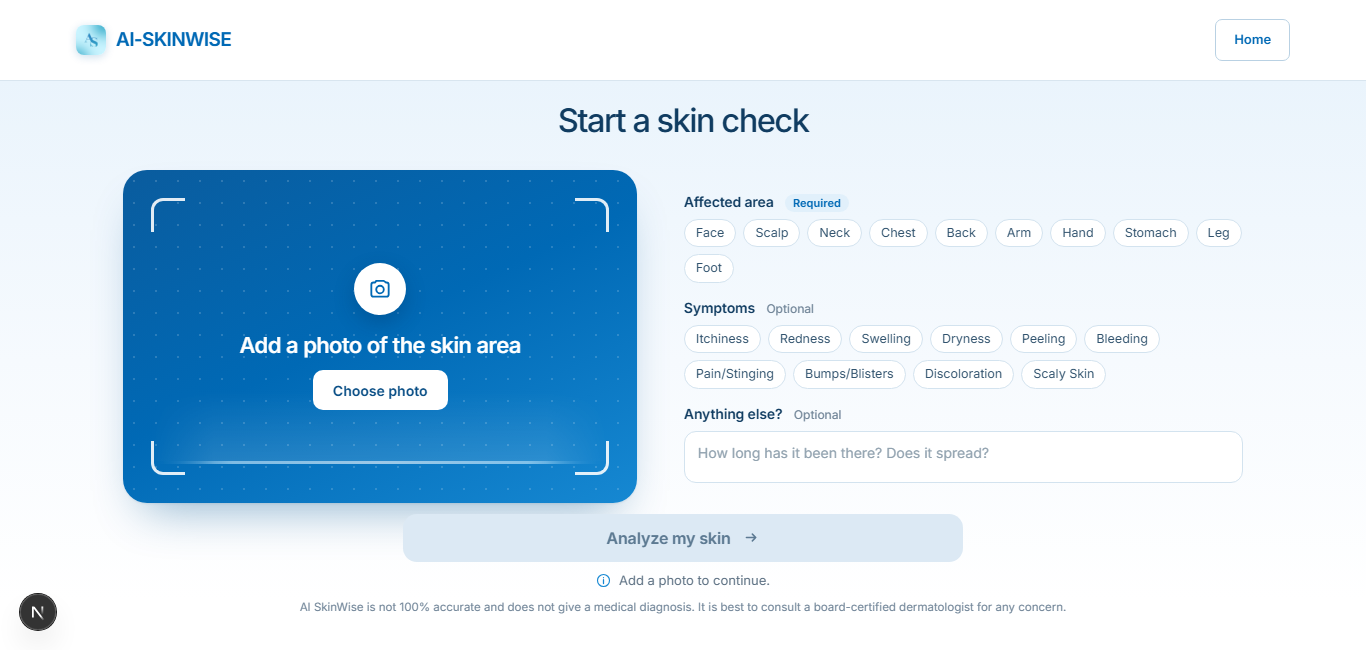 AI-SKINWISE
Home
Start a skin check
Add a photo of the skin area
Choose photo
Affected area Required
Face Scalp Neck Chest Back Arm Hand Stomach Leg
Foot
Symptoms Optional
Itchiness Redness Swelling Dryness Peeling Bleeding
Pain/Stinging Bumps/Blisters Discoloration Scaly Skin
Anything else? Optional
How long has it been there? Does it spread?
Analyze my skin →
Add a photo to continue.
AI SkinWise is not 100% accurate and does not give a medical diagnosis. It is best to consult a board-certified dermatologist for any concern.
N